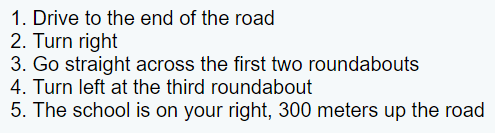 1. Drive to the end of the road
2. Turn right
3. Go straight across the first two roundabouts
4. Turn left at the third roundabout
5. The school is on your right, 300 meters up the road